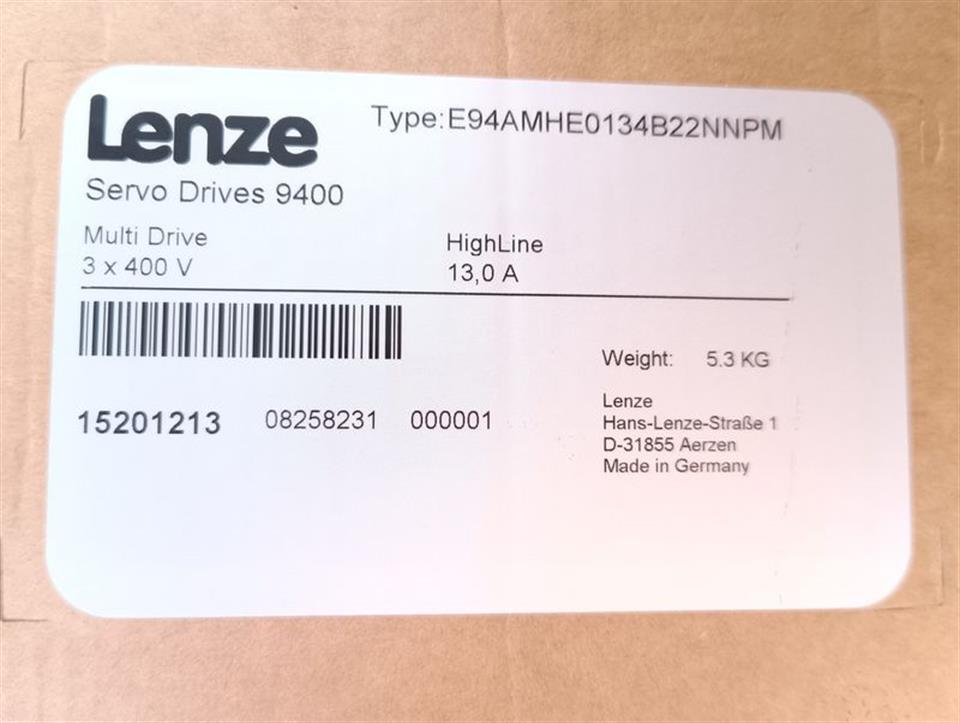 Lenze
Type: E94AMHE0134B22NNPM
Servo Drives 9400
Multi Drive
HighLine
3 x 400 V
13,0 A
Weight: 5.3 KG
15201213 08258231 000001
Lenze
Hans-Lenze-Straße 1
D-31855 Aerzen
Made in Germany